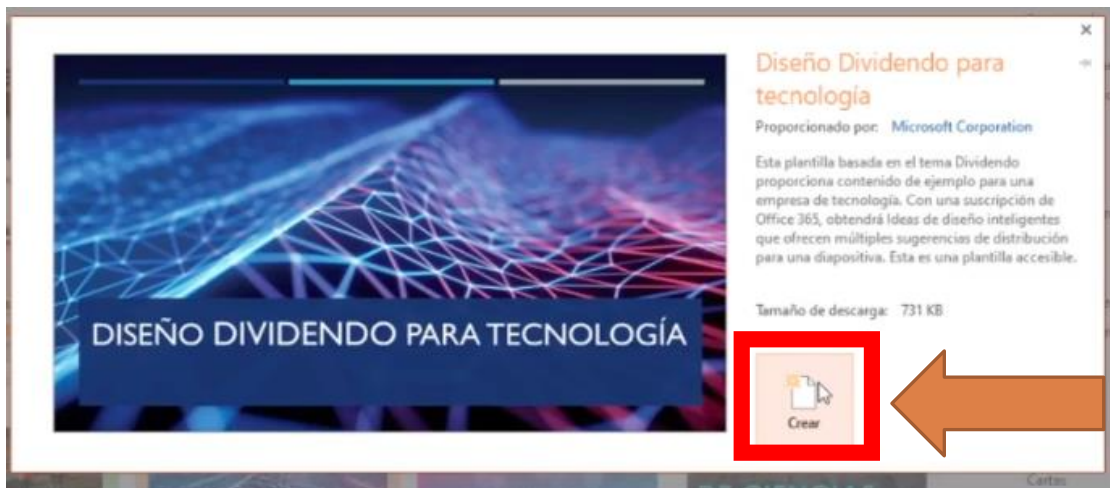 Diseño Dividendo para
tecnología
Proporcionado por: Microsoft Corporation
Esta plantilla basada en el tema Dividendo
proporciona contenido de ejemplo para una
empresa de tecnología. Con una suscripción de
Office 365, obtendrá Ideas de diseño inteligentes
que ofrecen múltiples sugerencias de distribución
para una diapositiva. Esta es una plantilla accesible.
Tamaño de descarga: 731 KB
DISEÑO DIVIDENDO PARA TECNOLOGÍA
Crear
Cartas